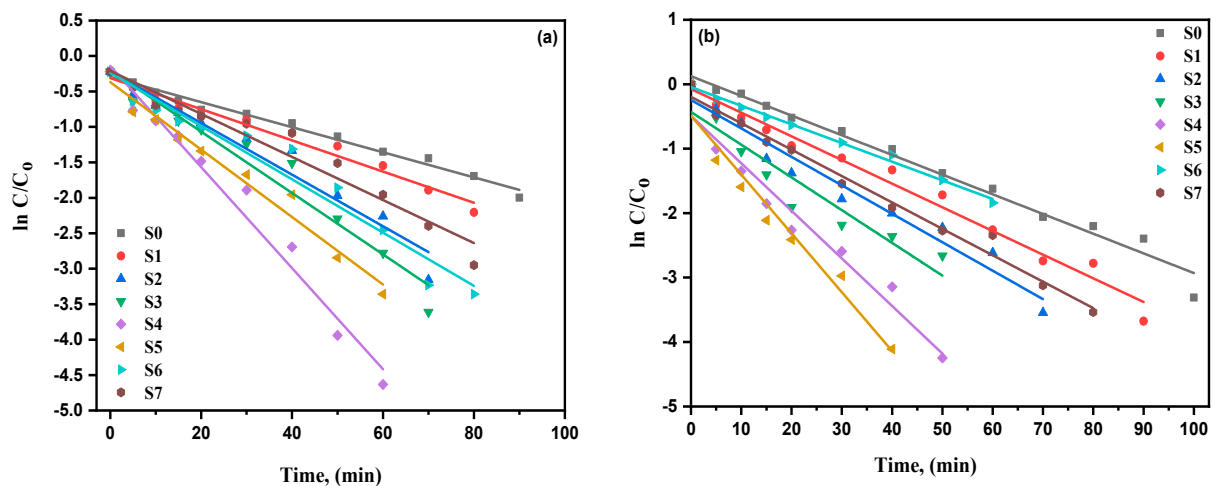 (a)
0.5
0.0
-0.5
-1.0
-1.5
-2.0
-2.5
-3.0
-3.5
-4.0
-4.5
-5.0
ln C/C₀
S0
S1
S2
S3
S4
S5
S6
S7
0 20 40 60 80 100
Time, (min)
(b)
1
0
-1
-2
-3
-4
-5
ln C/C₀
S0
S1
S2
S3
S4
S5
S6
S7
0 10 20 30 40 50 60 70 80 90 100
Time, (min)